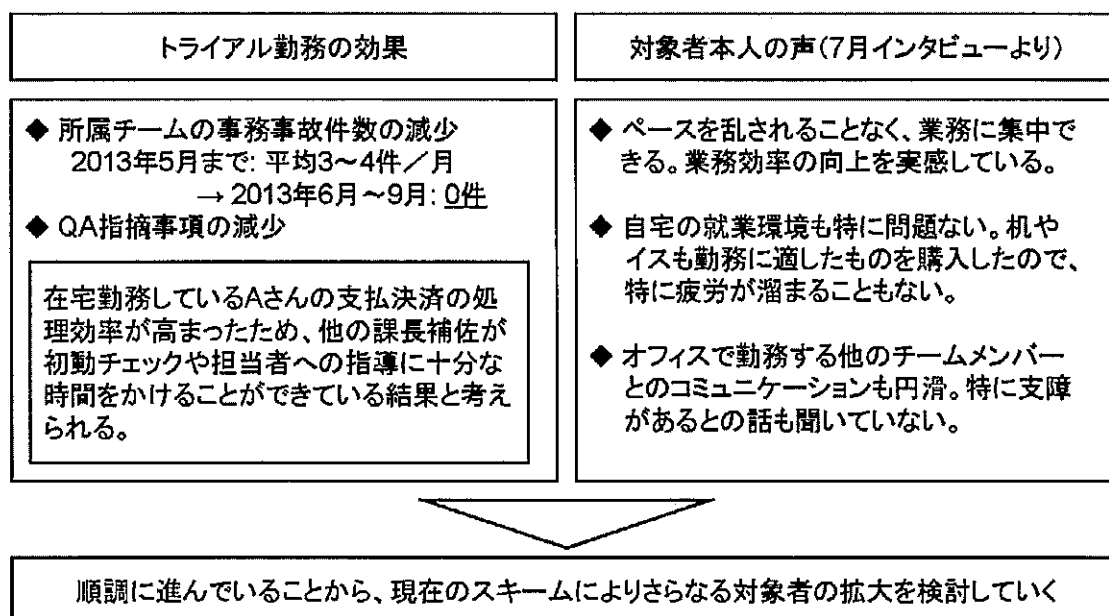 トライアル勤務の効果
◆ 所属チームの事務事故件数の減少
2013年5月まで: 平均3～4件／月
→ 2013年6月～9月: 0件
◆ QA指摘事項の減少
在宅勤務しているAさんの支払決済の処
理効率が高まったため、他の課長補佐が
初動チェックや担当者への指導に十分な
時間をかけることができている結果と考え
られる。
対象者本人の声(7月インタビューより)
◆ ペースを乱されることなく、業務に集中で
きる。業務効率の向上を実感している。
◆ 自宅の就業環境も特に問題ない。机や
イスも勤務に適したものを購入したので、
特に疲労が溜まることもない。
◆ オフィスで勤務する他のチームメンバー
とのコミュニケーションも円滑。特に支障
があるとの話も聞いていない。
順調に進んでいることから、現在のスキームによりさらなる対象者の拡大を検討していく